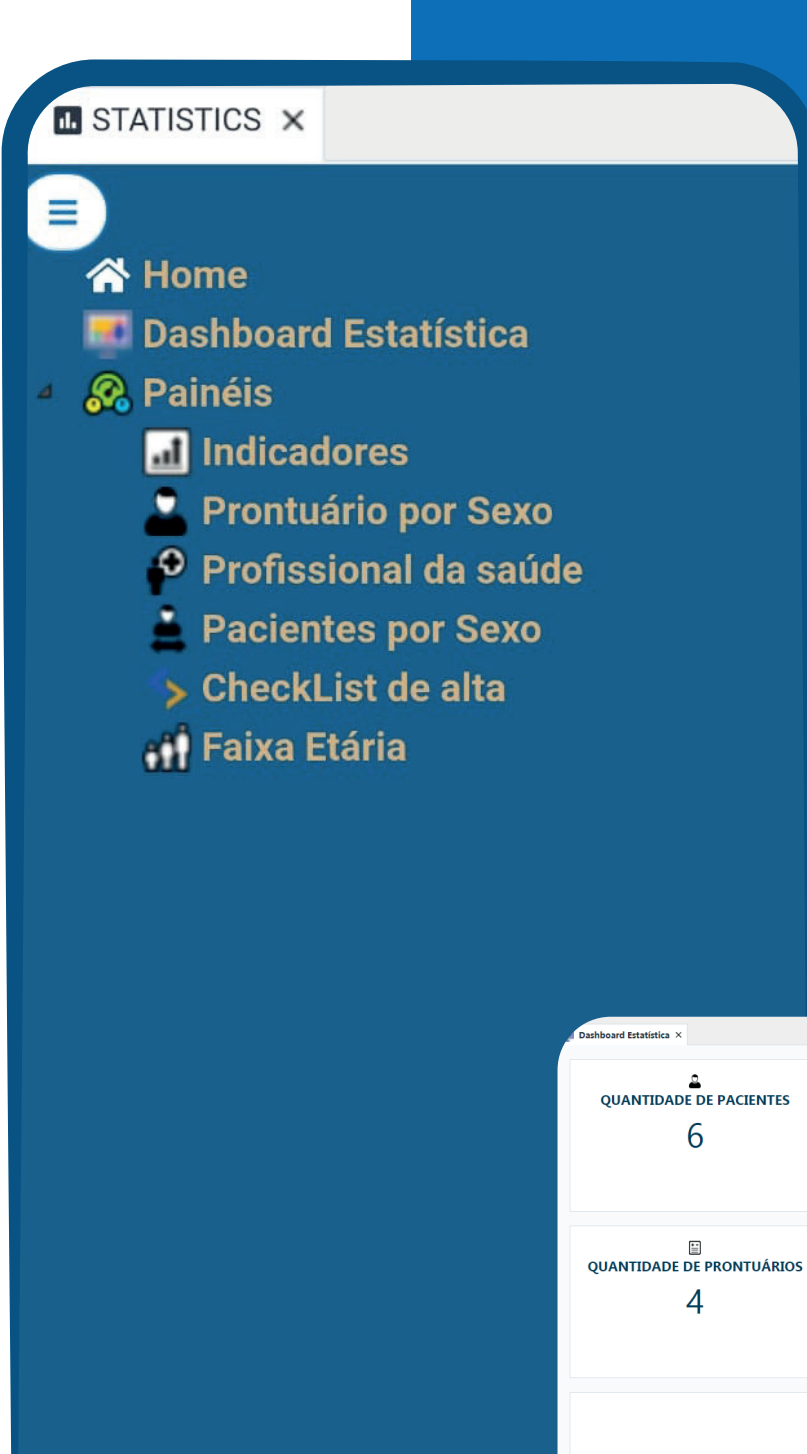 STATISTICS
Home
Dashboard Estatística
Painéis
Indicadores
Prontuário por Sexo
Profissional da saúde
Pacientes por Sexo
CheckList de alta
Faixa Etária
Dashboard Estatística
QUANTIDADE DE PACIENTES
6
QUANTIDADE DE PRONTUÁRIOS
4